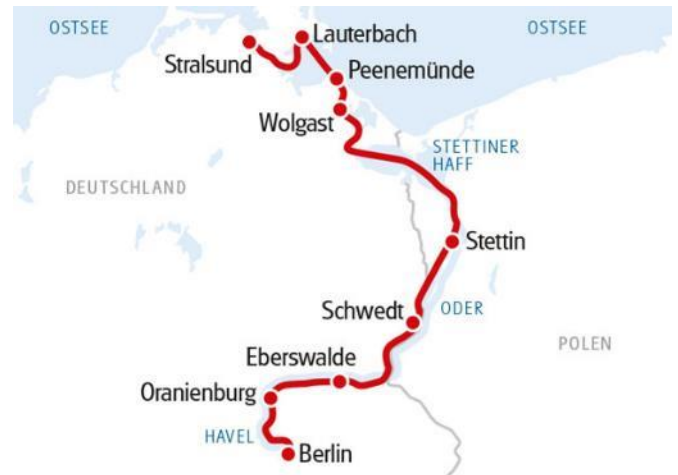 OSTSEE
OSTSEE
Lauterbach
Stralsund
Peenemünde
Wolgast
STETTINER
HAFF
DEUTSCHLAND
Stettin
Schwedt
ODER
POLEN
Eberswalde
Oranienburg
HAVEL
Berlin